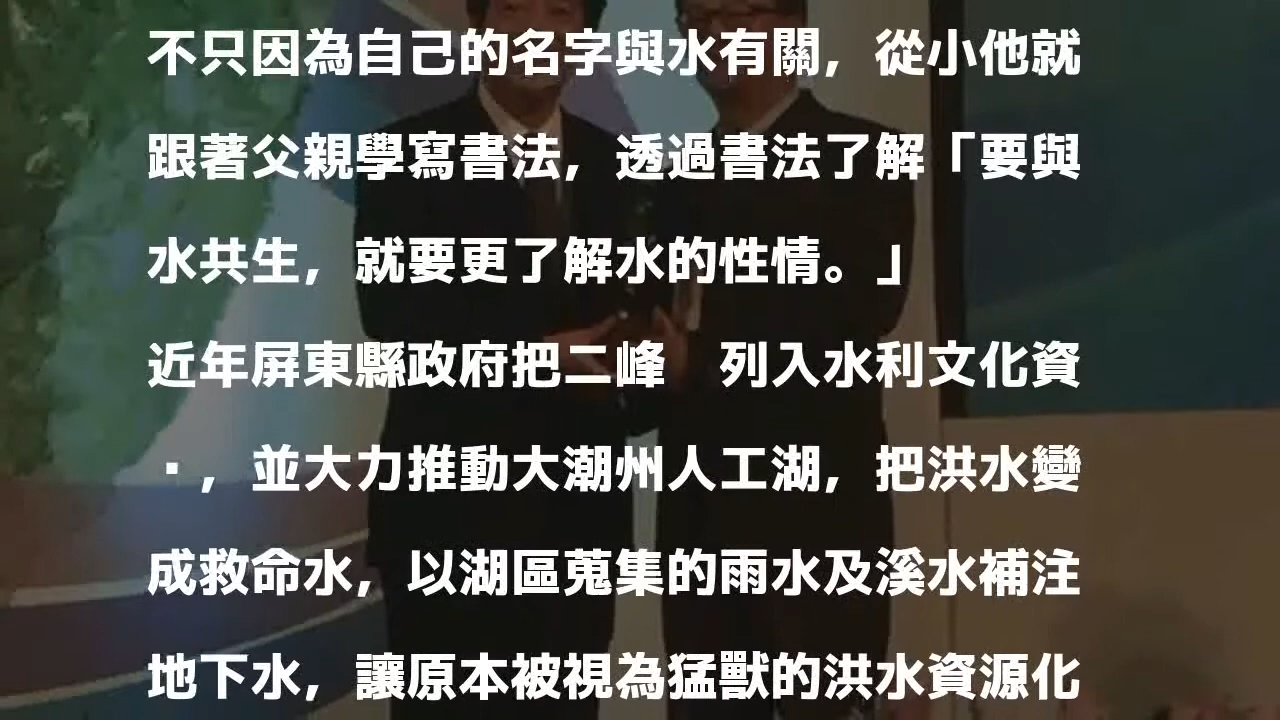 不只因為自己的名字與水有關，從小他就
跟著父親學寫書法，透過書法了解「要與
水共生，就要更了解水的性情。」
近年屏東縣政府把二峰　列入水利文化資
·，並大力推動大潮州人工湖，把洪水變
成救命水，以湖區蒐集的雨水及溪水補注
地下水，讓原本被視為猛獸的洪水資源化